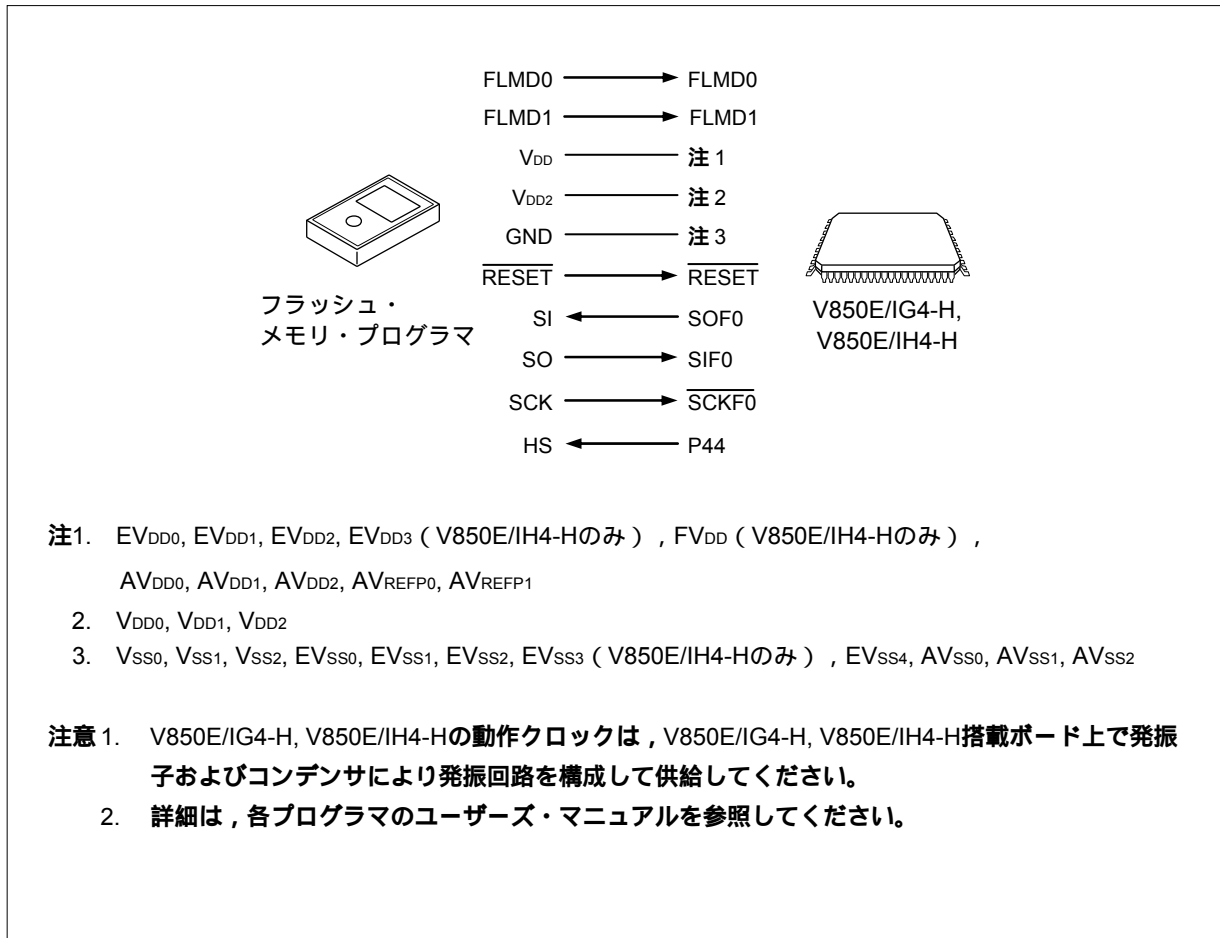 FLMD0 FLMD0
FLMD1 FLMD1
VDD 注1
VDD2 注2
GND 注3
RESET RESET
SI SOF0
SO SIF0
SCK SCKF0
HS P44
フラッシュ・
メモリ・プログラマ
V850E/IG4-H,
V850E/IH4-H
注1. EVDD0, EVDD1, EVDD2, EVDD3（V850E/IH4-Hのみ）, FVDD（V850E/IH4-Hのみ）,
AVDD0, AVDD1, AVDD2, AVREFP0, AVREFP1
2. VDD0, VDD1, VDD2
3. VSS0, VSS1, VSS2, EVSS0, EVSS1, EVSS2, EVSS3（V850E/IH4-Hのみ）, EVSS4, AVSS0, AVSS1, AVSS2
注意1. V850E/IG4-H, V850E/IH4-Hの動作クロックは，V850E/IG4-H, V850E/IH4-H搭載ボード上で発振
子およびコンデンサにより発振回路を構成して供給してください。
2. 詳細は，各プログラマのユーザーズ・マニュアルを参照してください。